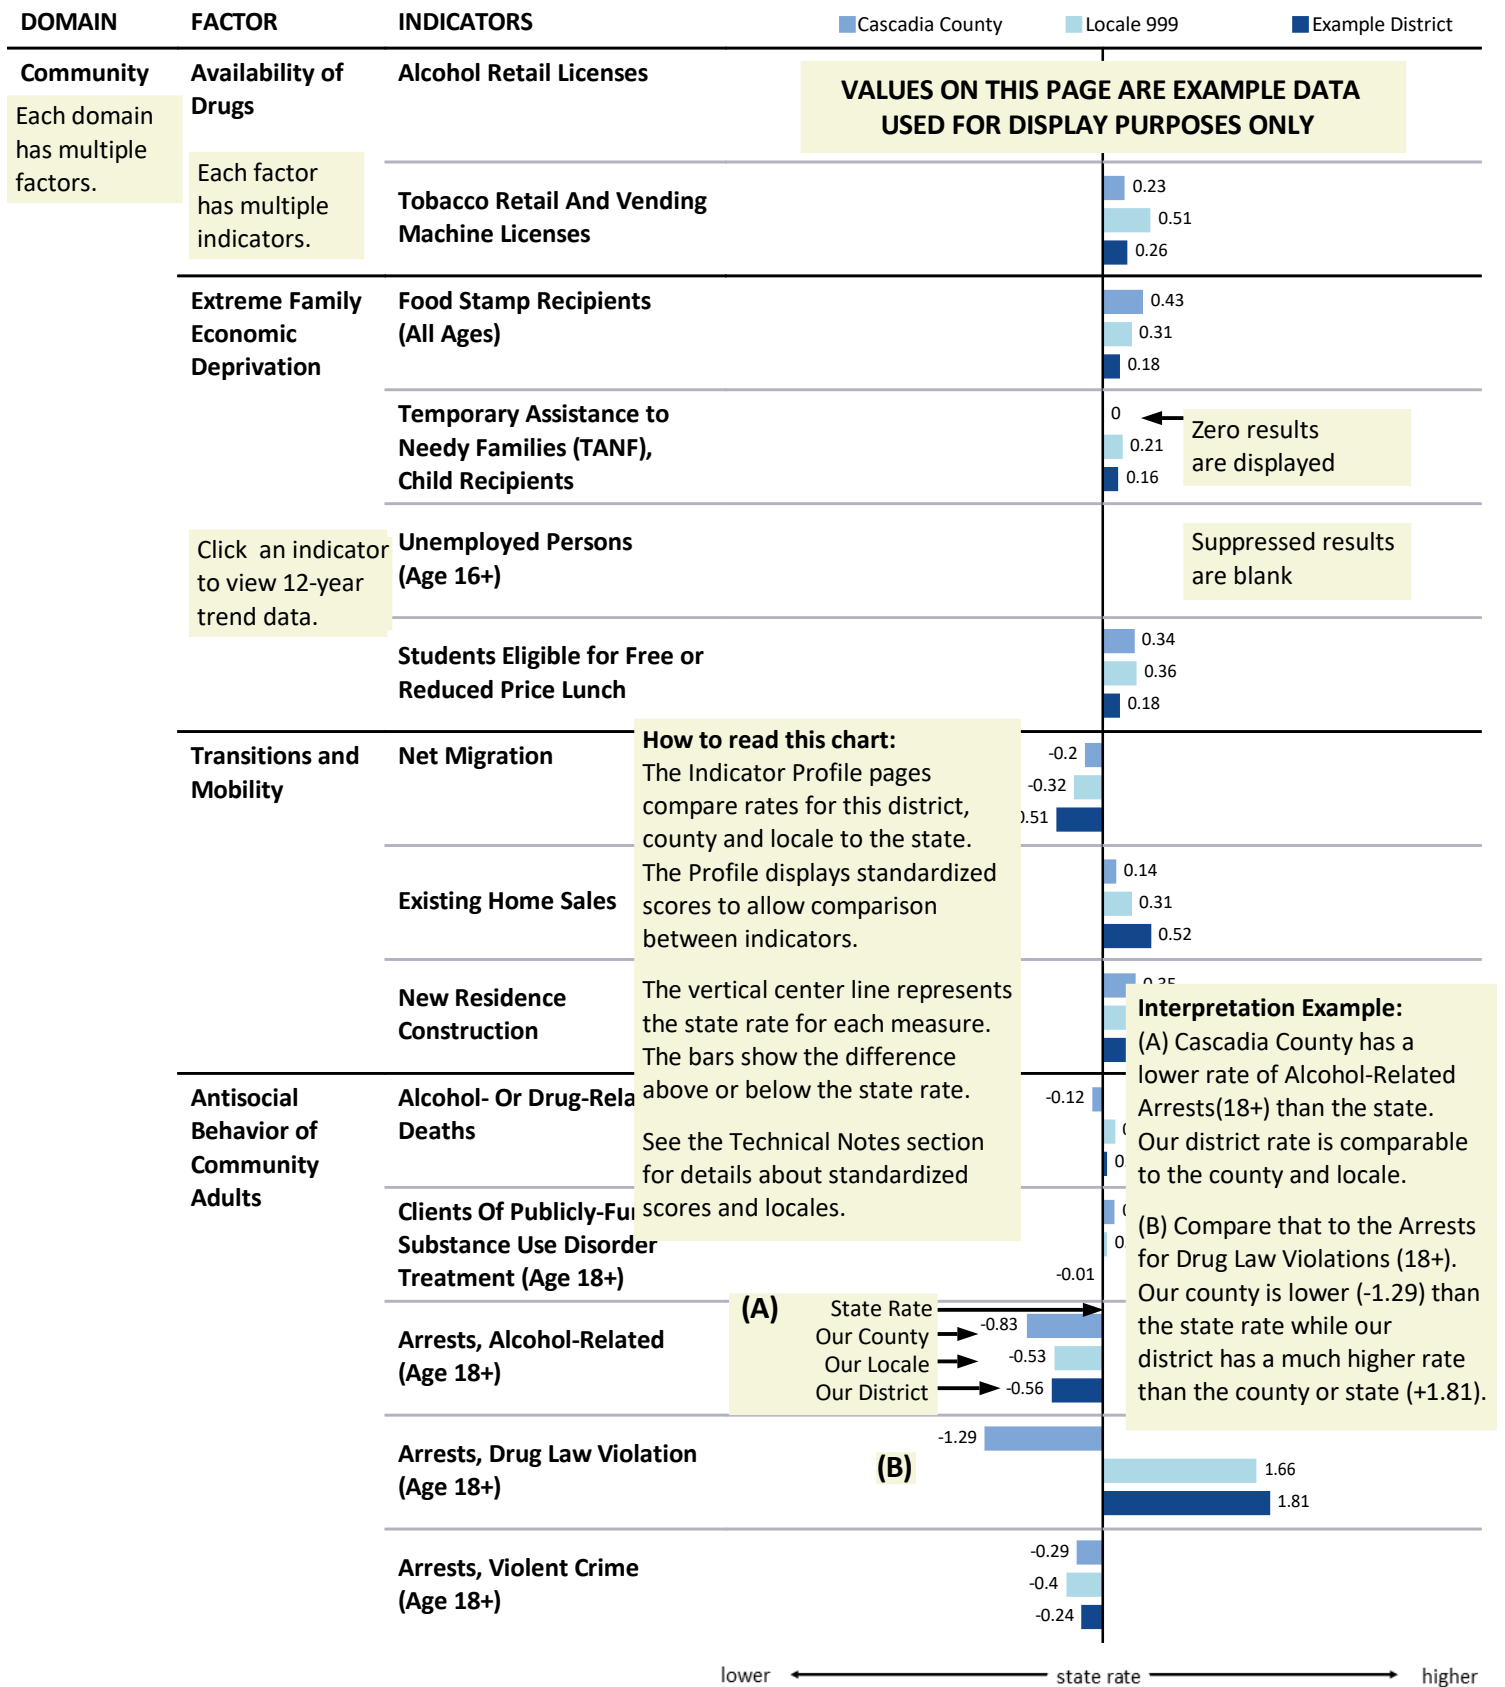 DOMAIN FACTOR INDICATORS Cascadia County Locale 999 Example District
Community
Each domain
has multiple
factors.
Availability of
Drugs
Each factor
has multiple
indicators.
Alcohol Retail Licenses
VALUES ON THIS PAGE ARE EXAMPLE DATA
USED FOR DISPLAY PURPOSES ONLY
Tobacco Retail And Vending
Machine Licenses
0.23
0.51
0.26
Extreme Family
Economic
Deprivation
Food Stamp Recipients
(All Ages)
0.43
0.31
0.18
Temporary Assistance to
Needy Families (TANF),
Child Recipients
0
0.21
0.16
Zero results
are displayed
Click an indicator
to view 12-year
trend data.
Unemployed Persons
(Age 16+)
Suppressed results
are blank
Students Eligible for Free or
Reduced Price Lunch
0.34
0.36
0.18
Transitions and
Mobility
Net Migration
-0.2
-0.32
.51
How to read this chart:
The Indicator Profile pages
compare rates for this district,
county and locale to the state.
The Profile displays standardized
scores to allow comparison
between indicators.
The vertical center line represents
the state rate for each measure.
The bars show the difference
above or below the state rate.
See the Technical Notes section
for details about standardized
scores and locales.
Existing Home Sales
0.14
0.31
0.52
New Residence
Construction
Interpretation Example:
(A) Cascadia County has a
lower rate of Alcohol-Related
Arrests(18+) than the state.
Our district rate is comparable
to the county and locale.
(B) Compare that to the Arrests
for Drug Law Violations (18+).
Our county is lower (-1.29) than
the state rate while our
district has a much higher rate
than the county or state (+1.81).
Antisocial
Behavior of
Community
Adults
Alcohol- Or Drug-Rela
Deaths
-0.12
0.
Clients Of Publicly-Fu
Substance Use Disorder
Treatment (Age 18+)
0.
-0.01
Arrests, Alcohol-Related
(Age 18+)
(A) State Rate
Our County
Our Locale
Our District
-0.83
-0.53
-0.56
Arrests, Drug Law Violation
(Age 18+)
(B)
-1.29
1.66
1.81
Arrests, Violent Crime
(Age 18+)
-0.29
-0.4
-0.24
lower state rate higher